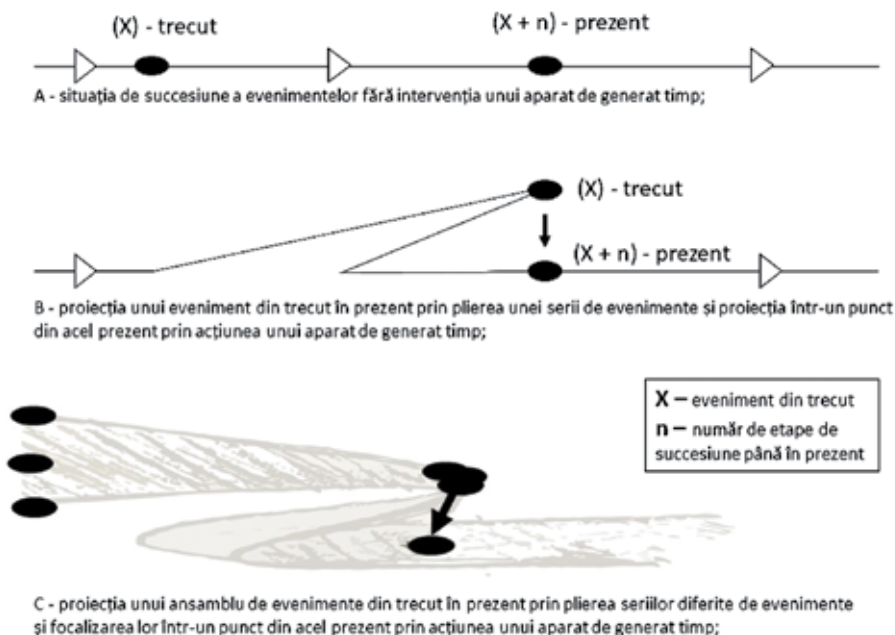 (X) - trecut
(X + n) - prezent
A - situația de succesiune a evenimentelor fără intervenția unui aparat de generat timp;
(X) - trecut
(X + n) - prezent
B - proiecția unui eveniment din trecut în prezent prin plierea unei serii de evenimente și proiecția într-un punct
din acel prezent prin acțiunea unui aparat de generat timp;
X – eveniment din trecut
n – număr de etape de
succesiune până în prezent
C - proiecția unui ansamblu de evenimente din trecut în prezent prin plierea seriilor diferite de evenimente
și focalizarea lor într-un punct din acel prezent prin acțiunea unui aparat de generat timp;